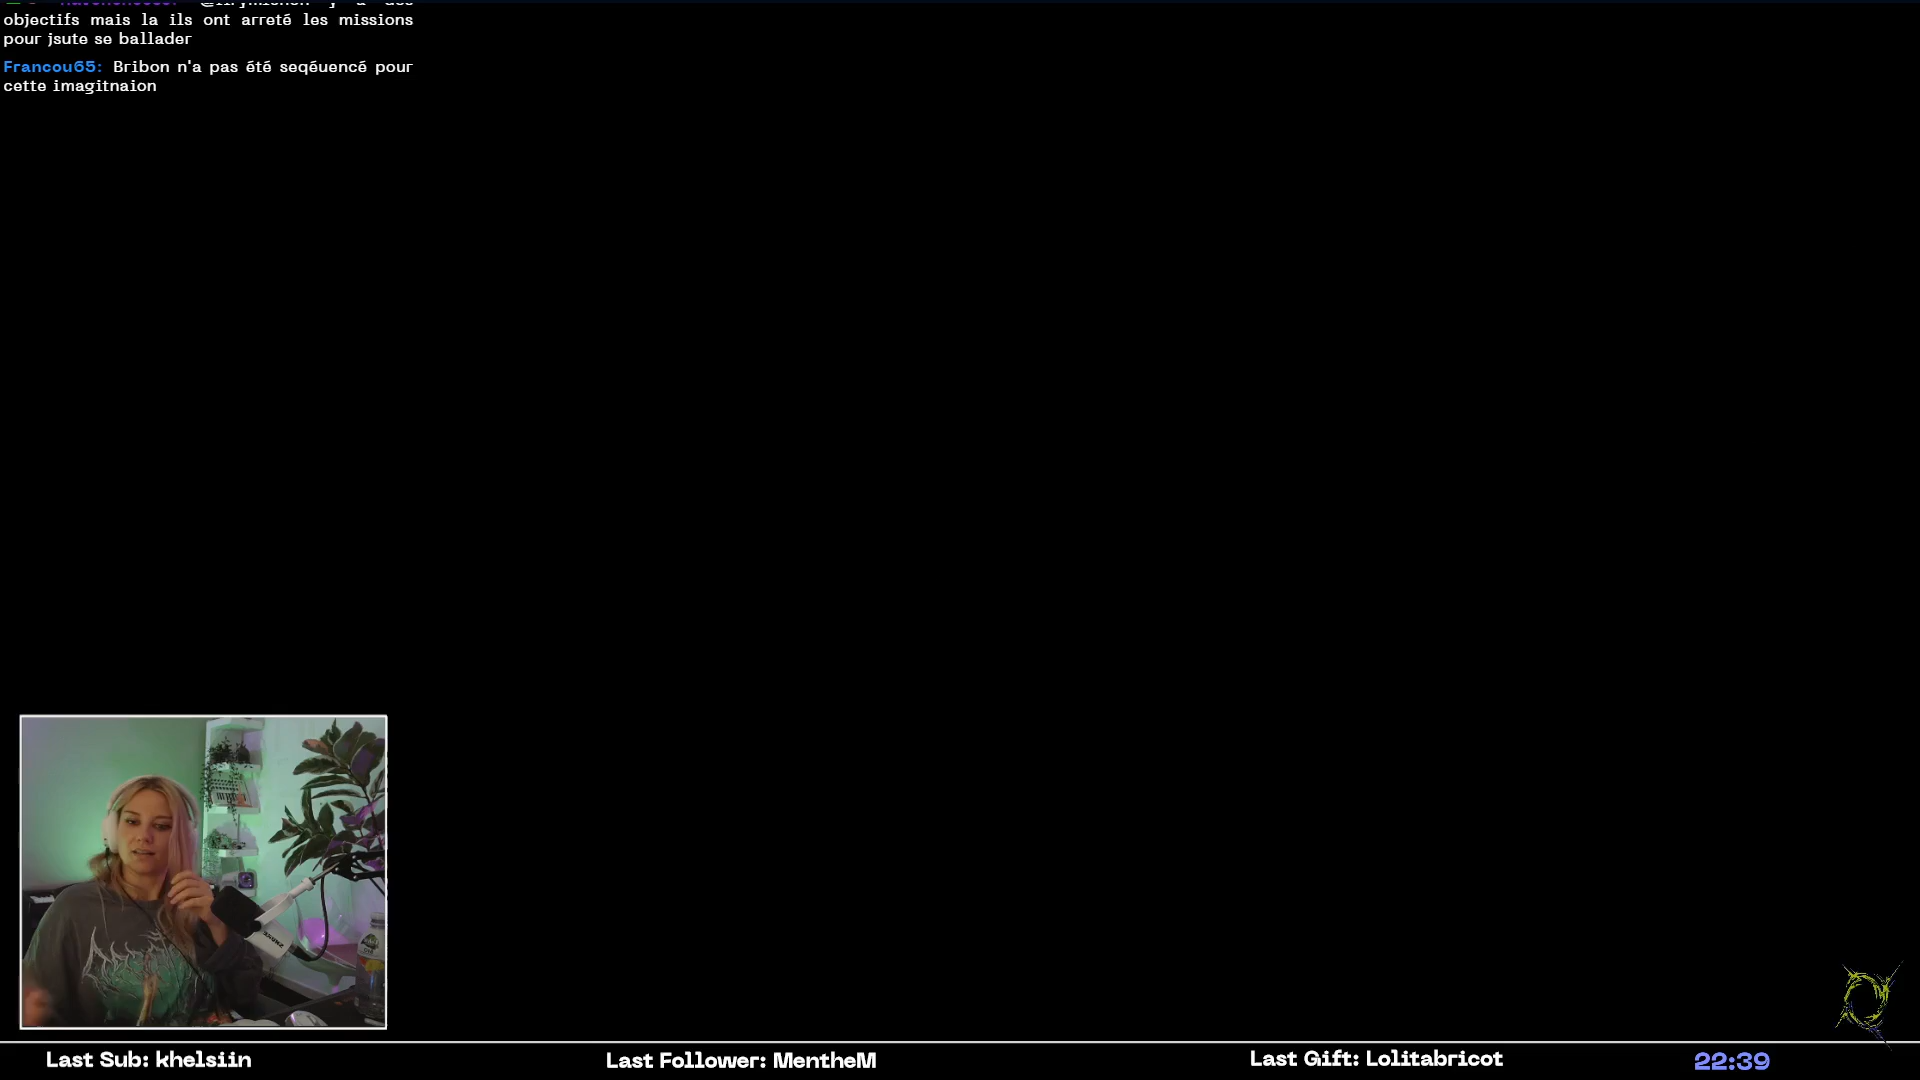 objectifs mais la ils ont arreté les missions
pour jsute se ballader
Francou65: Bribon n'a pas été seqéuencé pour
cette imagitnaion
Last Sub: khelsiin
Last Follower: MentheM
Last Gift: Lolitabricot
22:39